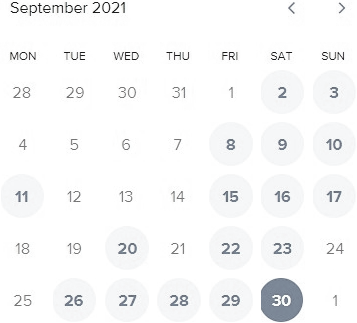 September 2021
MON TUE WED THU FRI SAT SUN
28 29 30 31 1 2 3
4 5 6 7 8 9 10
11 12 13 14 15 16 17
18 19 20 21 22 23 24
25 26 27 28 29 30 1